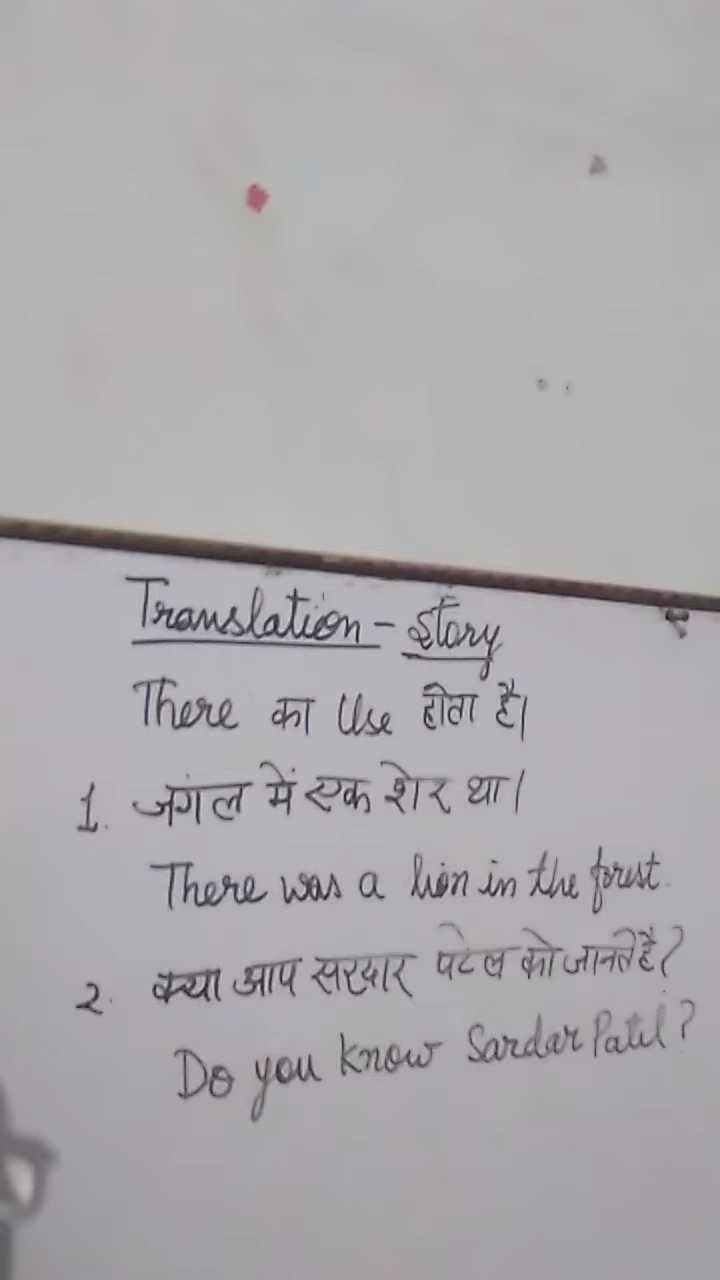 Translation - Story
There का Use होता है।
1. जगंल में एक शेर था।
There was a lion in the forest.
2. क्या आप सरदार पटेल को जानते है?
Do you know Sardar Patel?